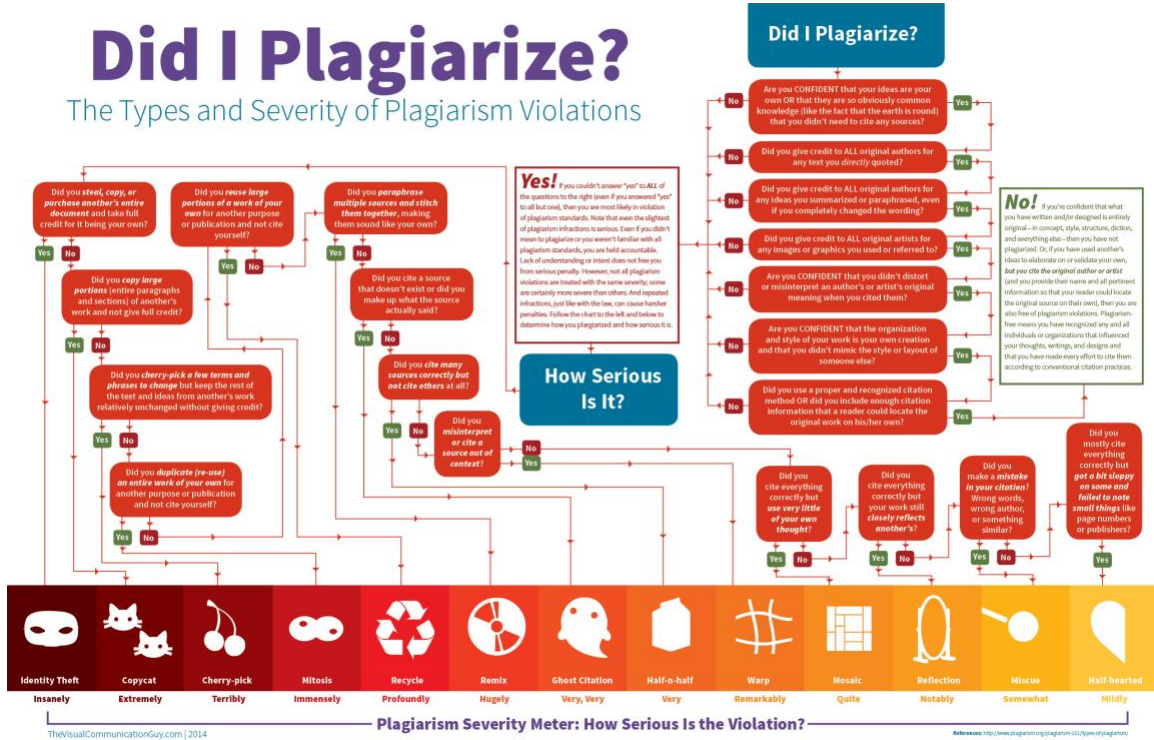 Did I Plagiarize?
The Types and Severity of Plagiarism Violations
Did I Plagiarize?
Are you CONFIDENT that your ideas are your
own OR that they are so obviously common
knowledge (like the fact that the earth is round)
that you didn't need to cite any sources?
No
Yes
Did you give credit to ALL original authors for
any text you directly quoted?
No
Yes
Did you give credit to ALL original authors for
any ideas you summarized or paraphrased, even
if you completely changed the wording?
No
Yes
Did you give credit to ALL original artists for
any images or graphics you used or referred to?
No
Yes
Are you CONFIDENT that you didn't distort
or misinterpret an author's or artist's original
meaning when you cited them?
No
Yes
Are you CONFIDENT that the organization
and style of your work is your own creation
and that you didn't mimic the style or layout of
someone else?
No
Yes
Did you use a proper and recognized citation
method OR did you include enough citation
information that a reader could locate the
original work on his/her own?
No
Yes
No! If you're confident that what
you have written and/or designed is entirely
original—in concept, style, structure, diction,
and everything else—then you have not
plagiarized. Or, if you have used another's
ideas to elaborate on or validate your own,
but you cite the original author or artist
(and you provide their name and all pertinent
information so that your reader could locate
the original source on their own), then you are
also free of plagiarism violations. Plagiarism-
free means you have recognized any and all
individuals or organizations that influenced
your thoughts, writings, and designs and
that you have made every effort to cite them
according to conventional citation practices.
Yes! If you couldn't answer "yes" to ALL of
the questions to the right (even if you answered "yes"
to all but one), then you are most likely in violation
of plagiarism standards. Note that even the slightest
of plagiarism infractions is serious. Even if you didn't
mean to plagiarize or you weren't familiar with all
plagiarism standards, you are held accountable.
Lack of understanding or intent does not free you
from serious penalty. However, not all plagiarism
violations are treated with the same severity; some
are certainly more severe than others. And repeated
infractions, just like with the law, can cause harsher
penalties. Follow the chart to the left and below to
determine how you plargiarized and how serious it is.
How Serious
Is It?
Did you steal, copy, or
purchase another's entire
document and take full
credit for it being your own?
Yes
No
Did you copy large
portions (entire paragraphs
and sections) of another's
work and not give full credit?
Yes
No
Did you cherry-pick a few terms and
phrases to change but keep the rest of
the text and ideas from another's work
relatively unchanged without giving credit?
Yes
No
Did you duplicate (re-use)
an entire work of your own for
another purpose or publication
and not cite yourself?
Yes
No
Did you reuse large
portions of a work of your
own for another purpose
or publication and not cite
yourself?
Yes
No
Did you paraphrase
multiple sources and stitch
them together, making
them sound like your own?
Yes
No
Did you cite a source
that doesn't exist or did you
make up what the source
actually said?
Yes
No
Did you cite many
sources correctly but
not cite others at all?
Yes
No
Did you
misinterpret
or cite a
source out of
context?
No
Yes
Did you
cite everything
correctly but
use very little
of your own
thought?
Yes
No
Did you
cite everything
correctly but
your work still
closely reflects
another's?
Yes
No
Did you
make a mistake
in your citation?
Wrong words,
wrong author,
or something
similar?
Yes
No
Did you
mostly cite
everything
correctly but
got a bit sloppy
on some and
failed to note
small things like
page numbers
or publishers?
Yes
Identity Theft
Copycat
Cherry-pick
Mitosis
Recycle
Remix
Ghost Citation
Half-n-half
Warp
Mosaic
Reflection
Miscue
Half-hearted
Insanely
Extremely
Terribly
Immensely
Profoundly
Hugely
Very, Very
Very
Remarkably
Quite
Notably
Somewhat
Mildly
Plagiarism Severity Meter: How Serious Is the Violation?
TheVisualCommunicationGuy.com | 2014
References: http://www.plagiarism.org/plagiarism-101/types-of-plagiarism/